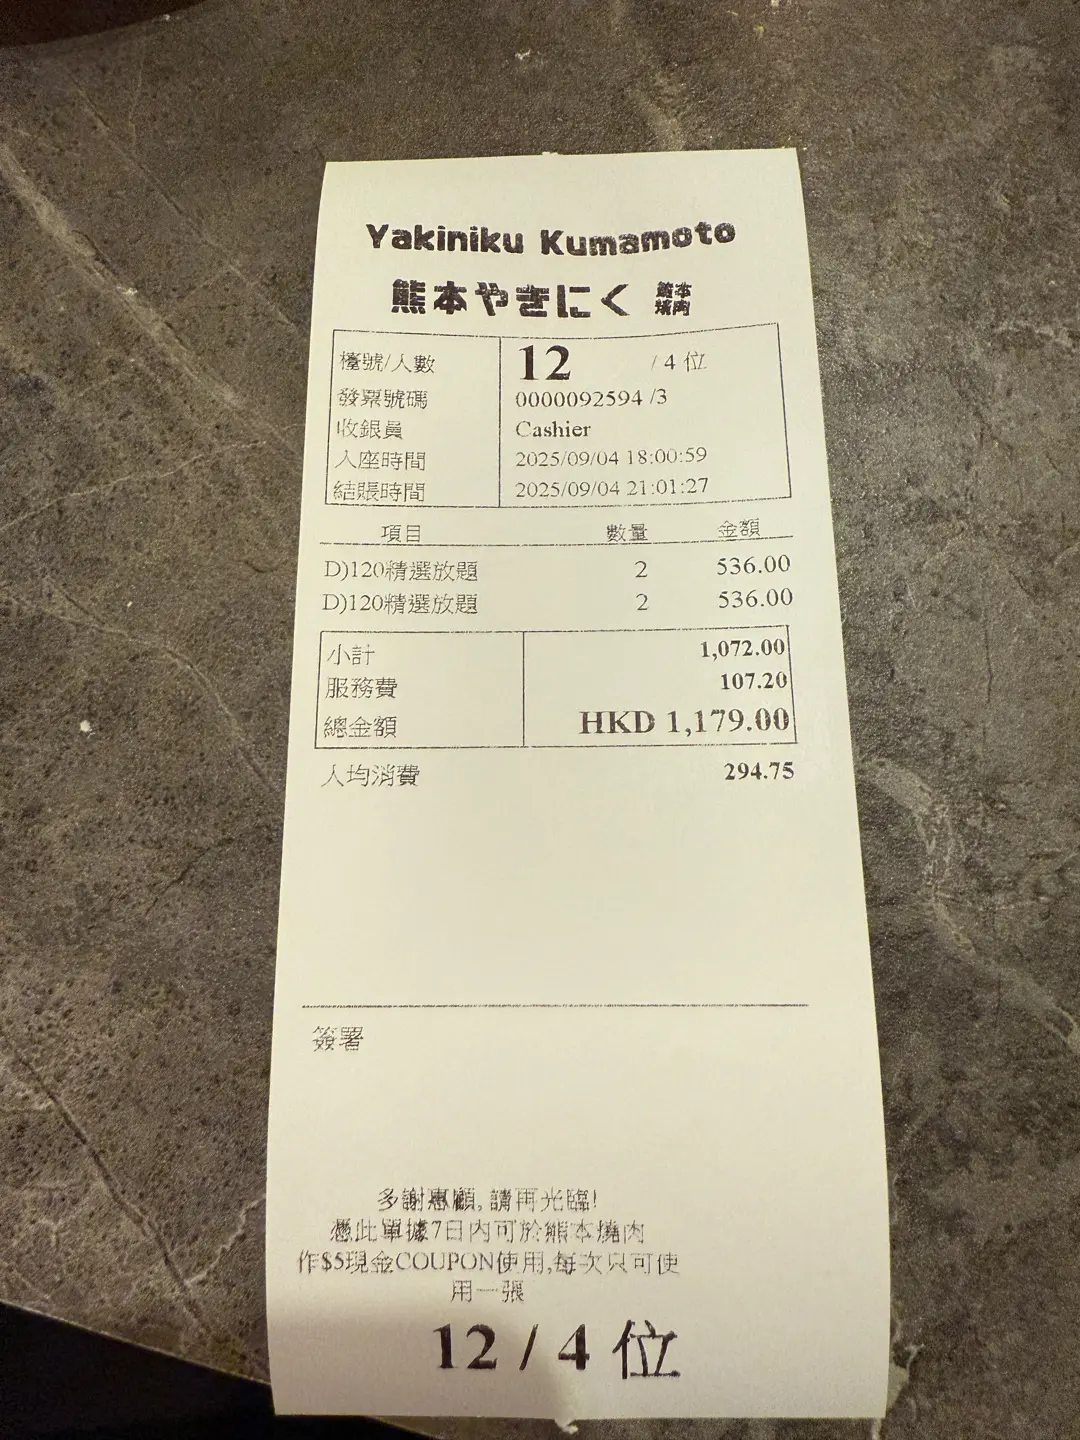 Yakiniku Kumamoto
熊本やきにく 熊本焼肉
檯號/人數 12 / 4 位
發票號碼 0000092594 /3
收銀員 Cashier
入座時間 2025/09/04 18:00:59
結賬時間 2025/09/04 21:01:27
項目 數量 金額
D)120精選放題 2 536.00
D)120精選放題 2 536.00
小計 1,072.00
服務費 107.20
總金額 HKD 1,179.00
人均消費 294.75
簽署
多謝惠顧, 請再光臨!
憑此單據7日內可於熊本燒肉
作$5現金COUPON使用,每次只可使
用一張
12 / 4 位